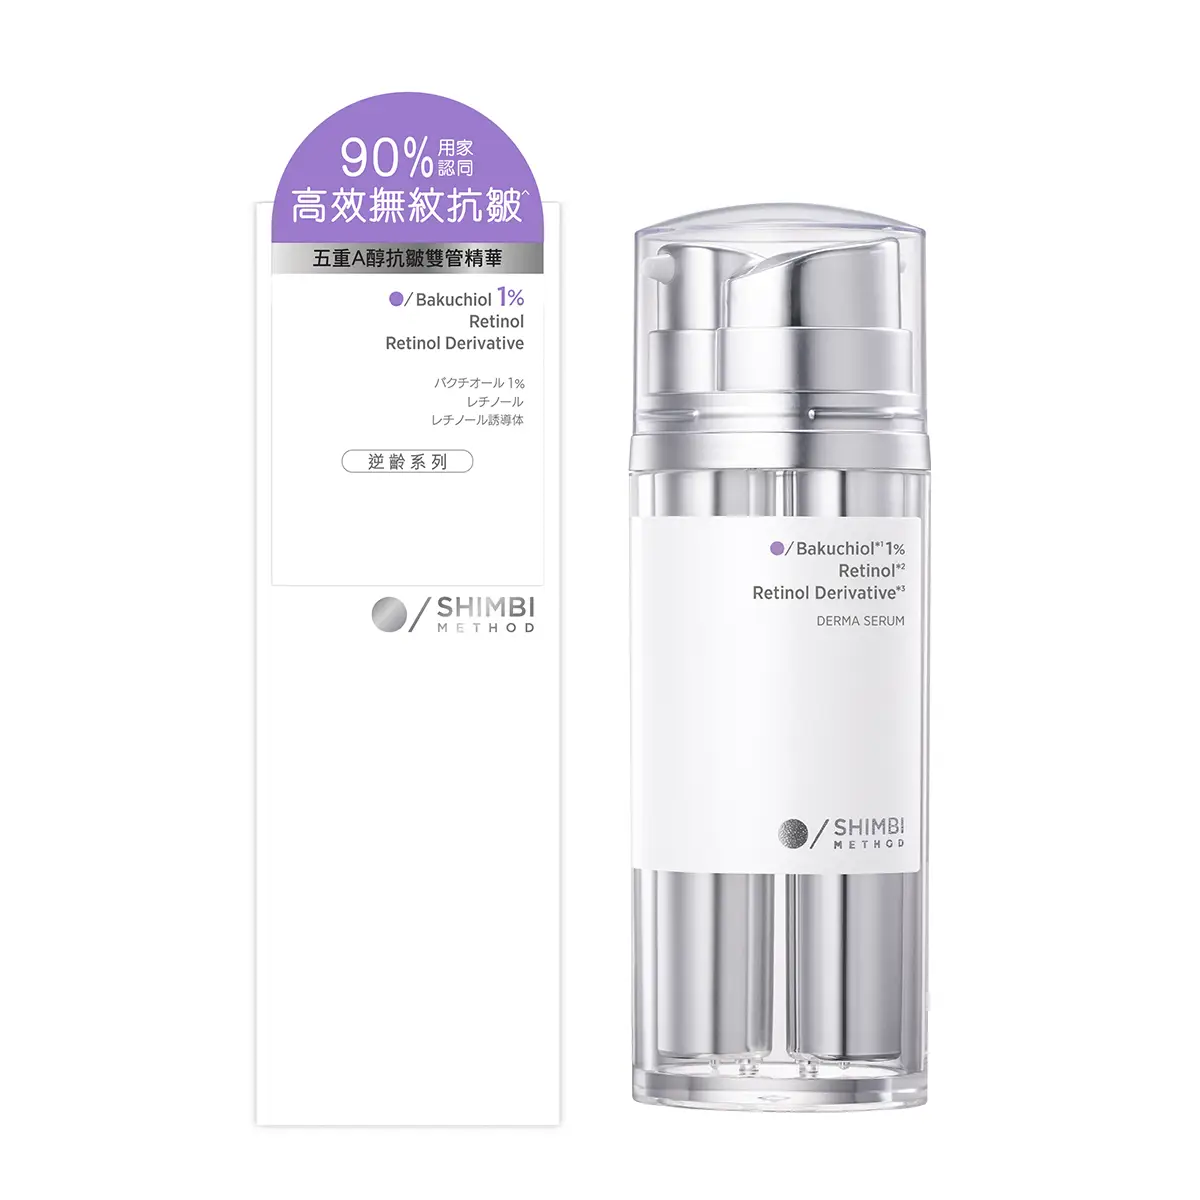 90% 用家認同
高效撫紋抗皺^
五重A醇抗皺雙管精華
/ Bakuchiol 1%
Retinol
Retinol Derivative
バクチオール 1%
レチノール
レチノール誘導体
逆齡系列
/ SHIMBI
METHOD
/ Bakuchiol*1 1%
Retinol*2
Retinol Derivative*3
DERMA SERUM
/ SHIMBI
METHOD